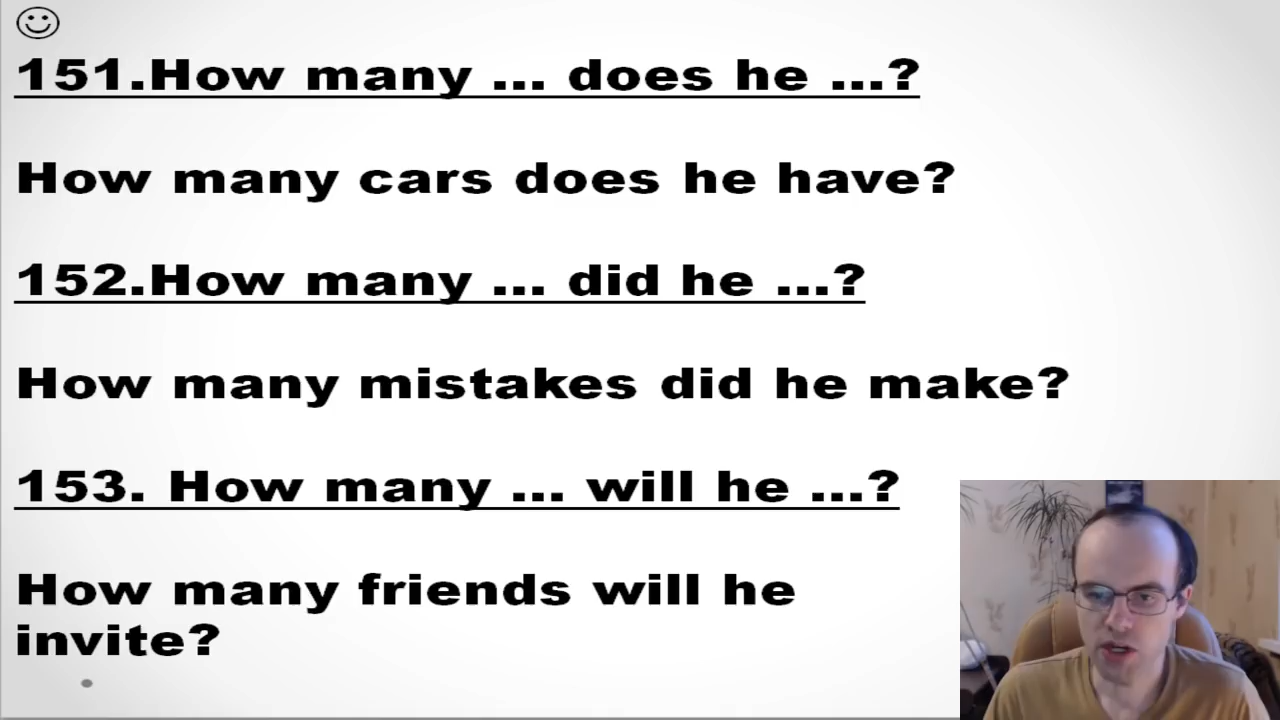 151.How many ... does he ...?
How many cars does he have?
152.How many ... did he ...?
How many mistakes did he make?
153. How many ... will he ...?
How many friends will he
invite?